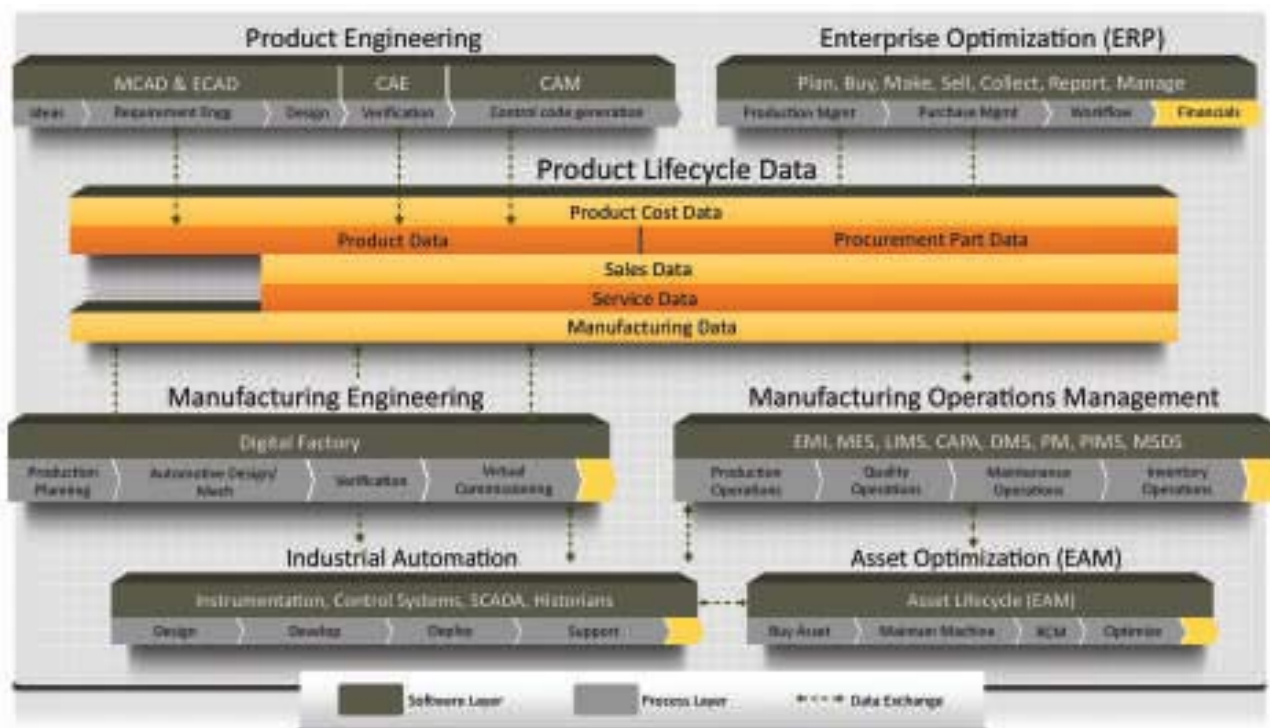 Product Engineering
MCAD & ECAD
CAE
CAM
Ideas
Requirement Engg
Design
Verification
Control code generation
Enterprise Optimization (ERP)
Plan, Buy, Make, Sell, Collect, Report, Manage
Production Mgmt
Purchase Mgmt
Workflow
Financials
Product Lifecycle Data
Product Cost Data
Product Data
Procurement Part Data
Sales Data
Service Data
Manufacturing Data
Manufacturing Engineering
Digital Factory
Production
Planning
Automotive Design/
Mech
Verification
Virtual
Commissioning
Manufacturing Operations Management
EMI, MES, LIMS, CAPA, DMS, PM, PIMS, MSDS
Production
Operations
Quality
Operations
Maintenance
Operations
Inventory
Operations
Industrial Automation
Instrumentation, Control Systems, SCADA, Historians
Design
Develop
Deploy
Support
Asset Optimization (EAM)
Asset Lifecycle (EAM)
Buy Asset
Maintain Machine
RCM
Optimize
Software Layer
Process Layer
Data Exchange